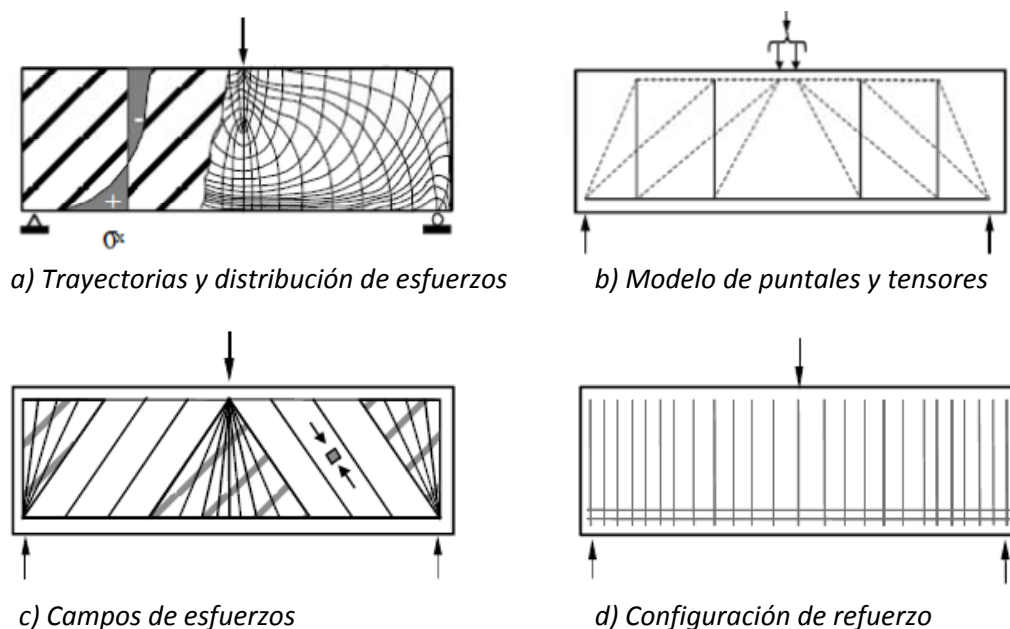 -
+
σx
a) Trayectorias y distribución de esfuerzos
b) Modelo de puntales y tensores
c) Campos de esfuerzos
d) Configuración de refuerzo